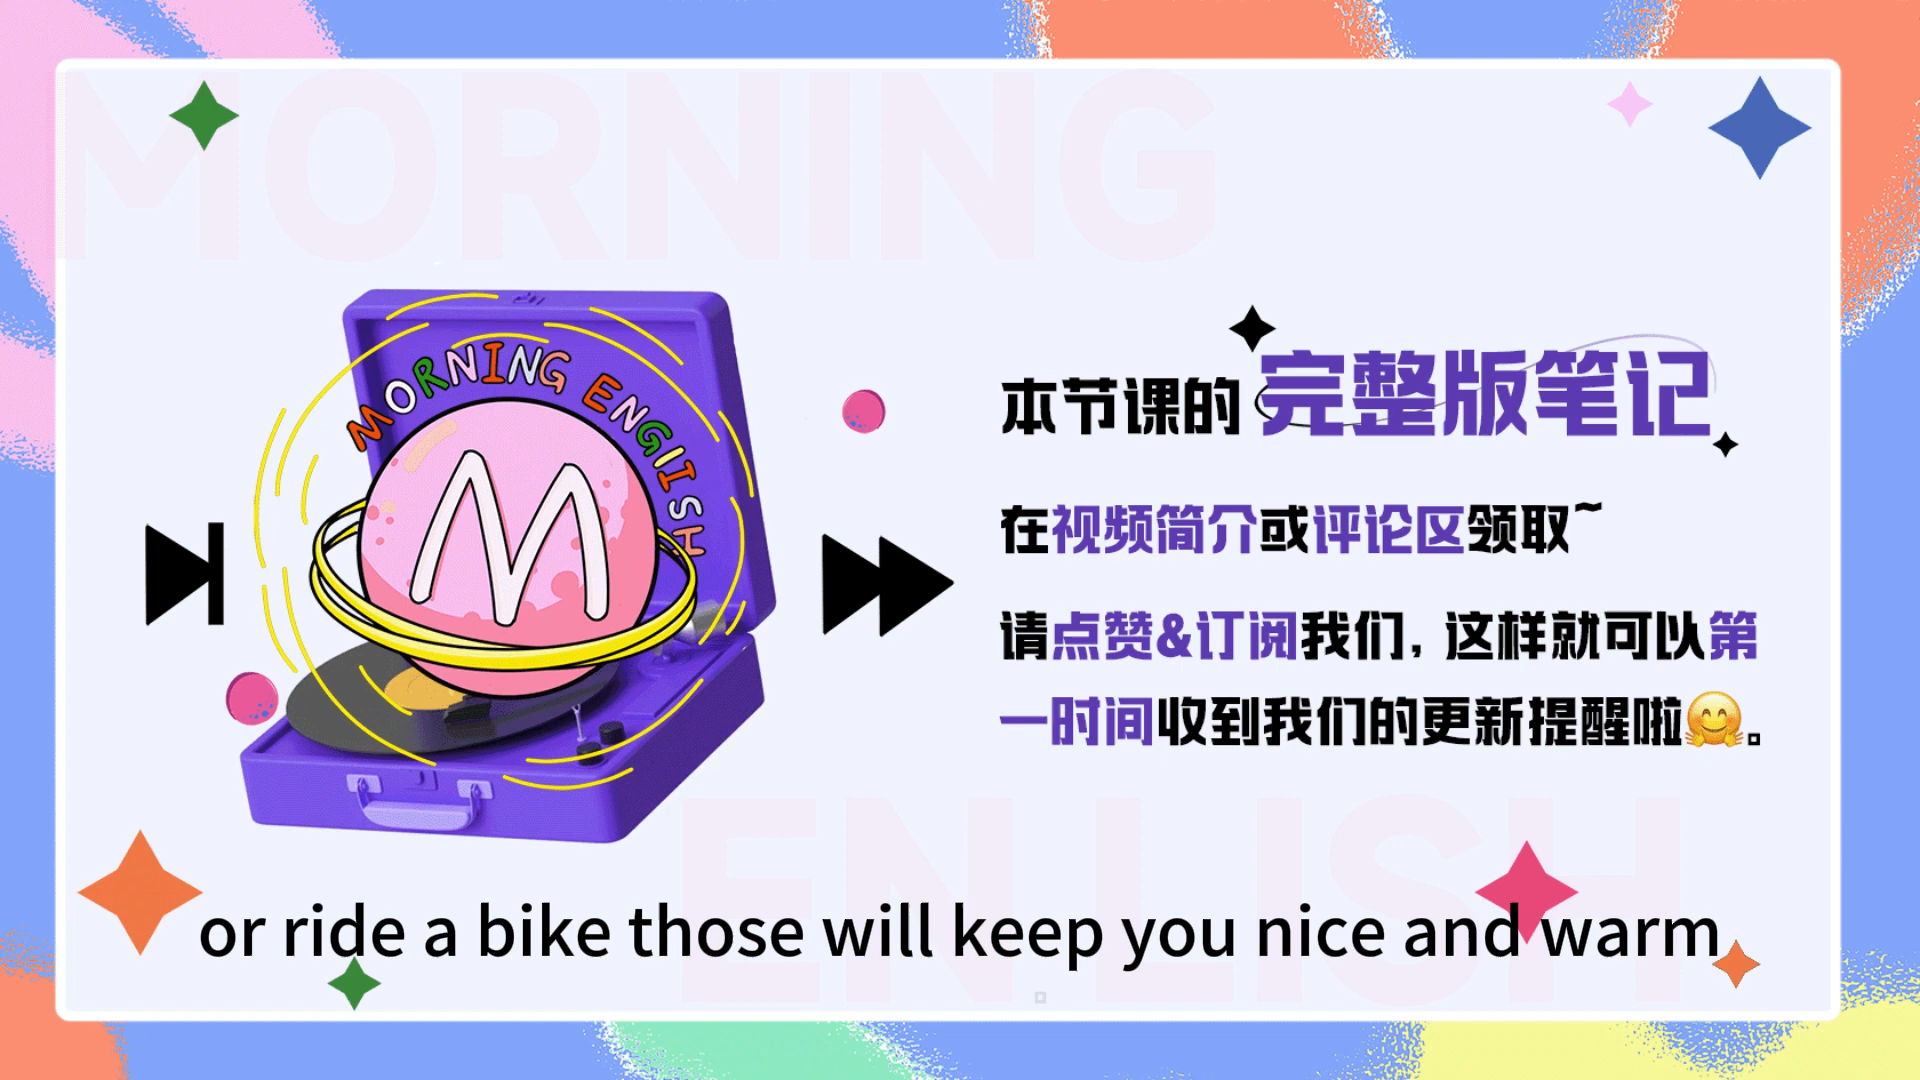 MORNING
MORNING ENGlISH
M
本节课的 完整版笔记
在视频简介或评论区领取~
请点赞&订阅我们，这样就可以第
一时间收到我们的更新提醒啦🤗。
EN LISH
or ride a bike those will keep you nice and warm